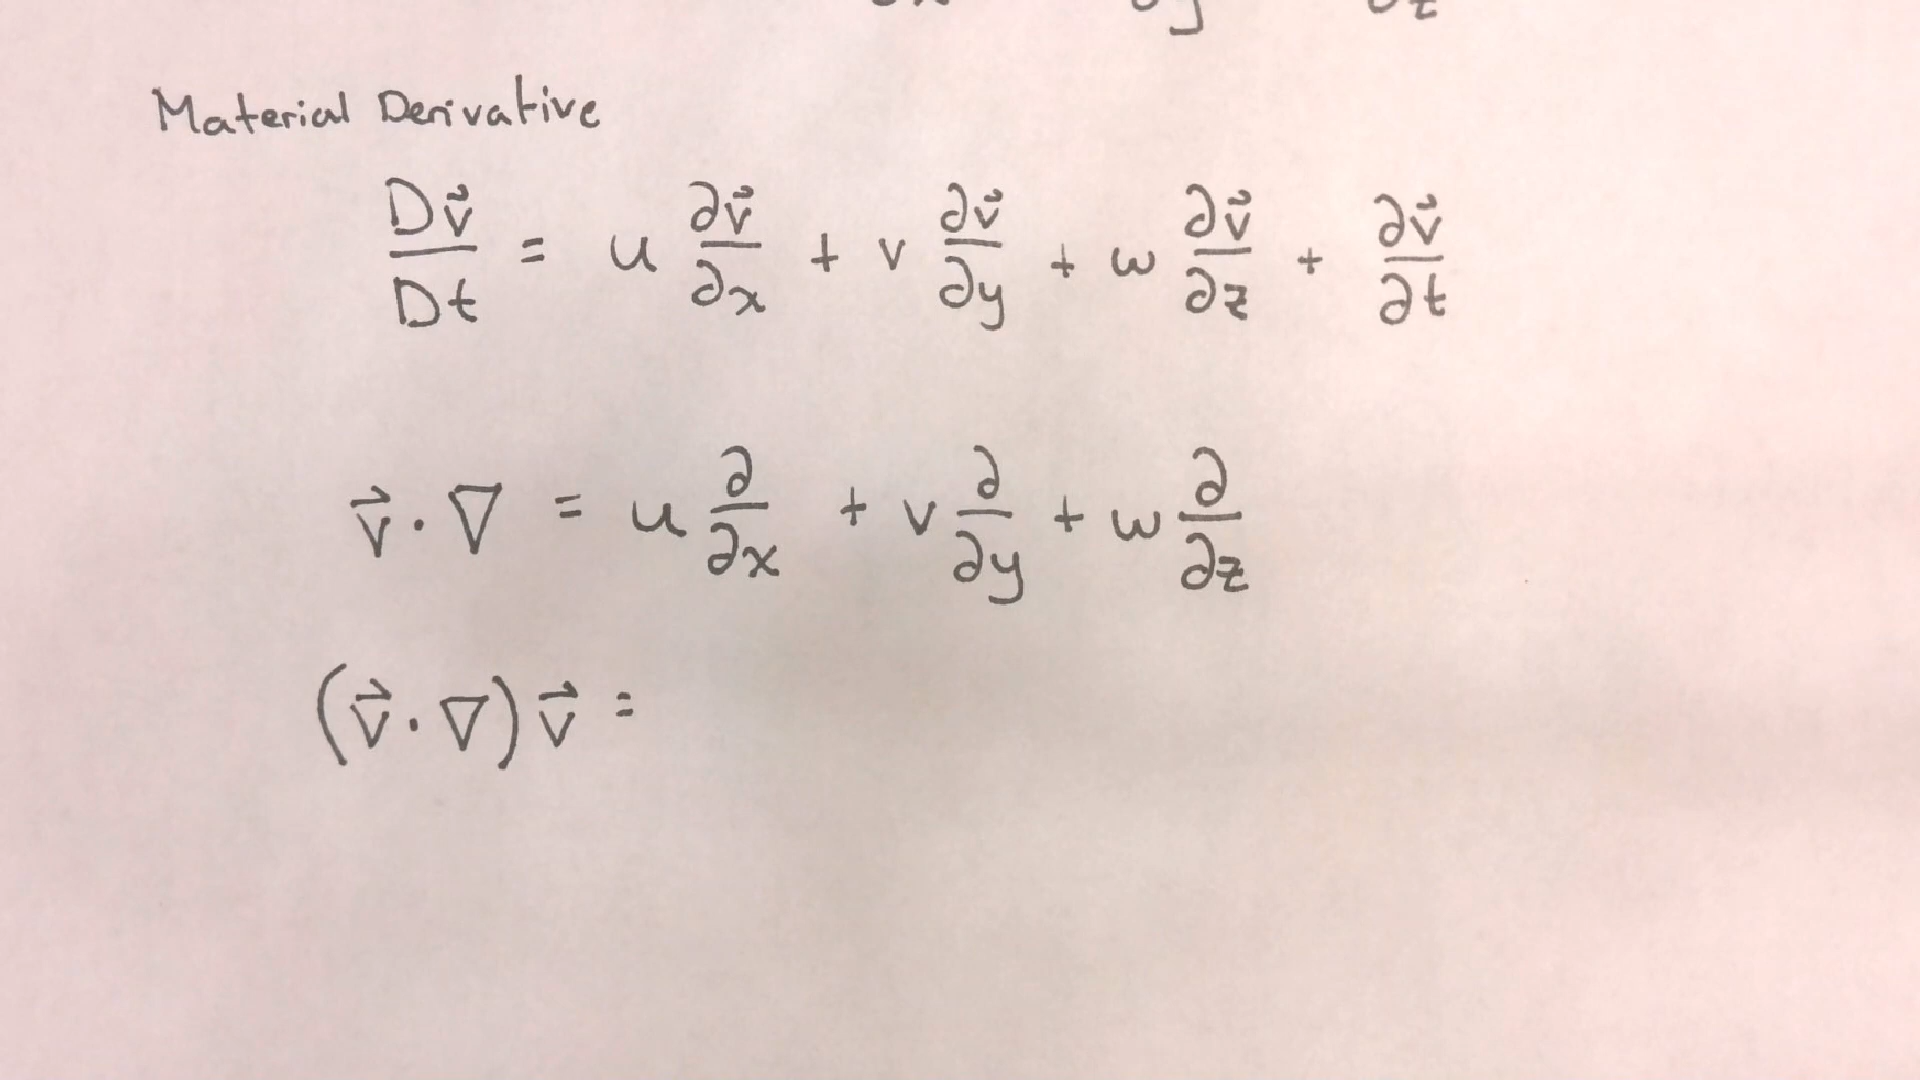 Material Derivative
Dv⃗/Dt = u ∂v⃗/∂x + v ∂v⃗/∂y + w ∂v⃗/∂z + ∂v⃗/∂t
v⃗ · ∇ = u ∂/∂x + v ∂/∂y + w ∂/∂z
(v⃗ · ∇) v⃗ =